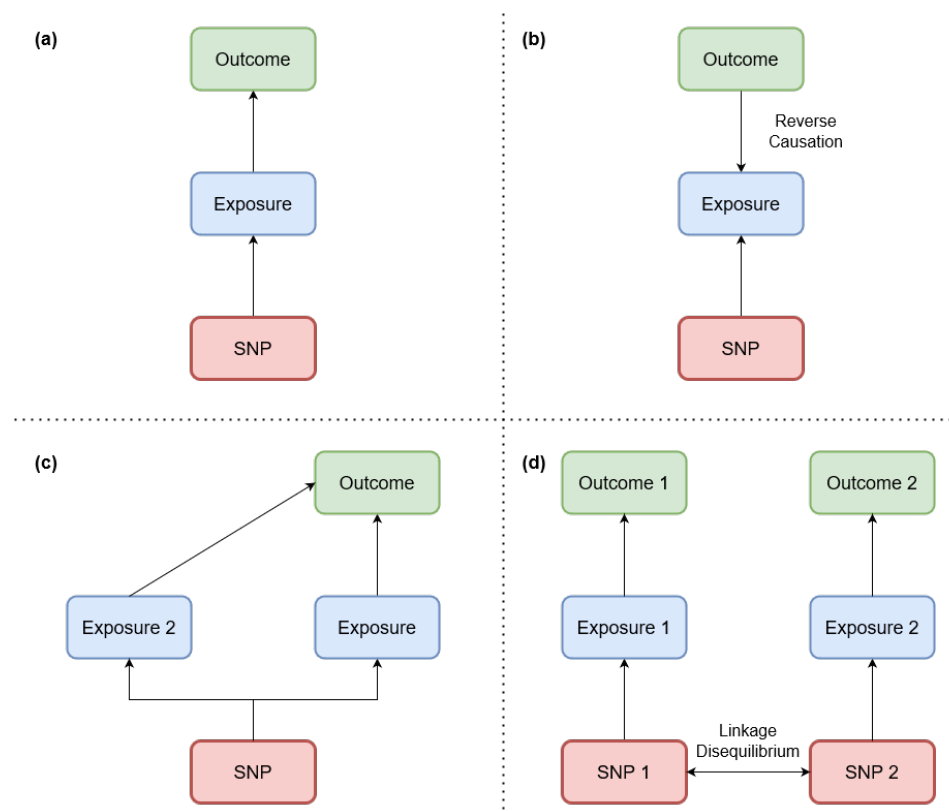 (a)
Outcome
Exposure
SNP
(b)
Outcome
Reverse
Causation
Exposure
SNP
(c)
Outcome
Exposure 2
Exposure
SNP
(d)
Outcome 1
Outcome 2
Exposure 1
Exposure 2
Linkage
Disequilibrium
SNP 1
SNP 2